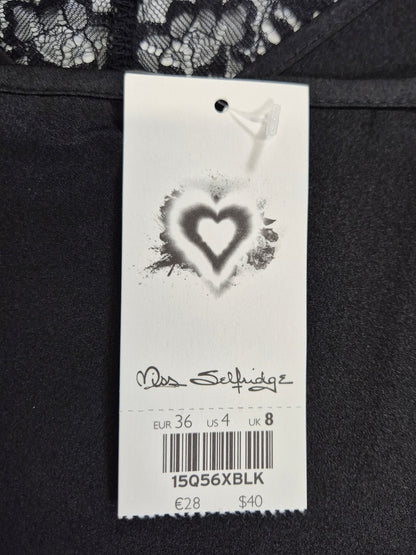 Miss Selfridge
EUR 36 US 4 UK 8
15Q56XBLK
€28 $40